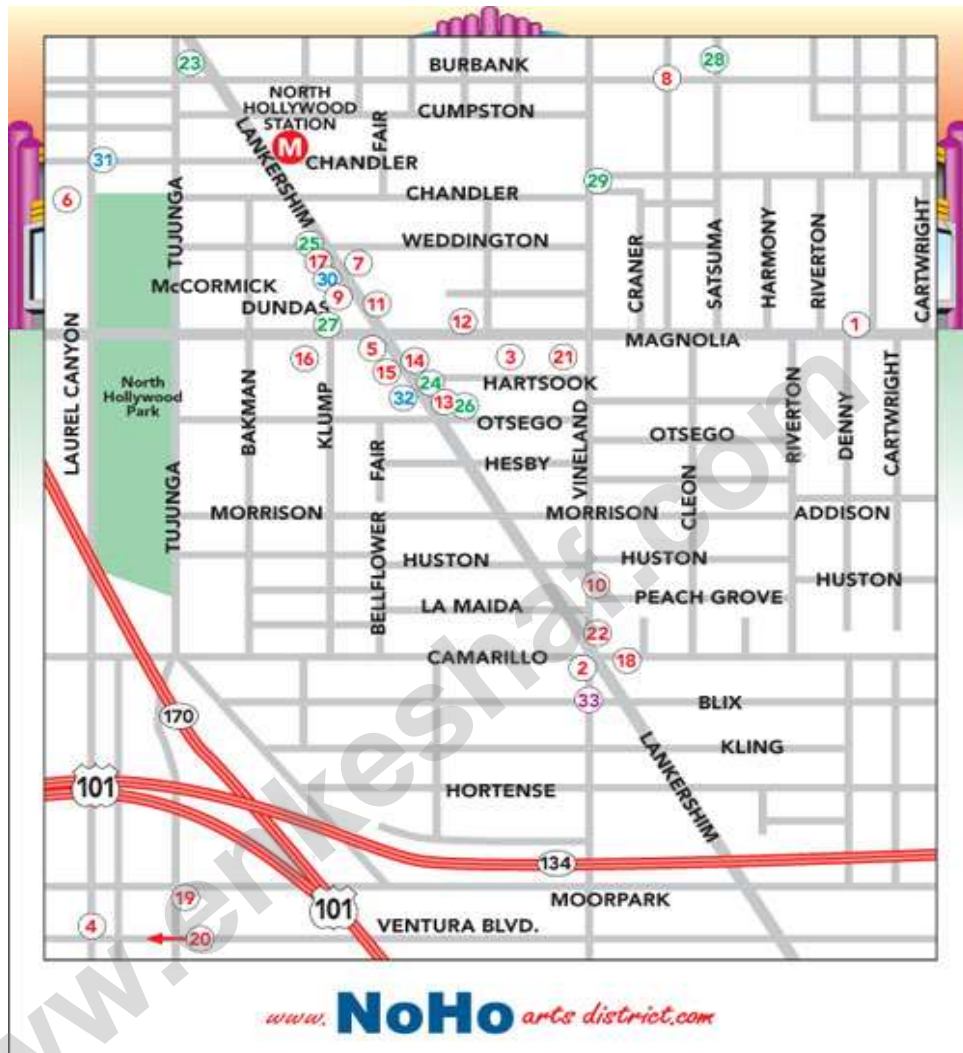 BURBANK
23
28
8
NORTH
HOLLYWOOD
STATION
M
CUMPSTON
FAIR
LANKERSHIM
CHANDLER
31
6
TUJUNGA
CHANDLER
29
WEDDINGTON
25
17
7
30
McCORMICK
9
DUNDAS
11
27
12
CRANER
SATSUMA
HARMONY
RIVERTON
CARTWRIGHT
1
MAGNOLIA
LAUREL CANYON
North
Hollywood
Park
16
5
14
15
3
21
24
HARTSOOK
32
13
26
OTSEGO
BAKMAN
KLUMP
FAIR
VINELAND
OTSEGO
RIVERTON
DENNY
CARTWRIGHT
HESBY
CLEON
TUJUNGA
MORRISON
MORRISON
ADDISON
BELLFLOWER
HUSTON
HUSTON
HUSTON
10
PEACH GROVE
LA MAIDA
22
CAMARILLO
2
18
33
BLIX
170
KLING
LANKERSHIM
101
HORTENSE
134
19
101
MOORPARK
4
20
VENTURA BLVD.
www.NoHo arts district.com
www.enkeshaf.com